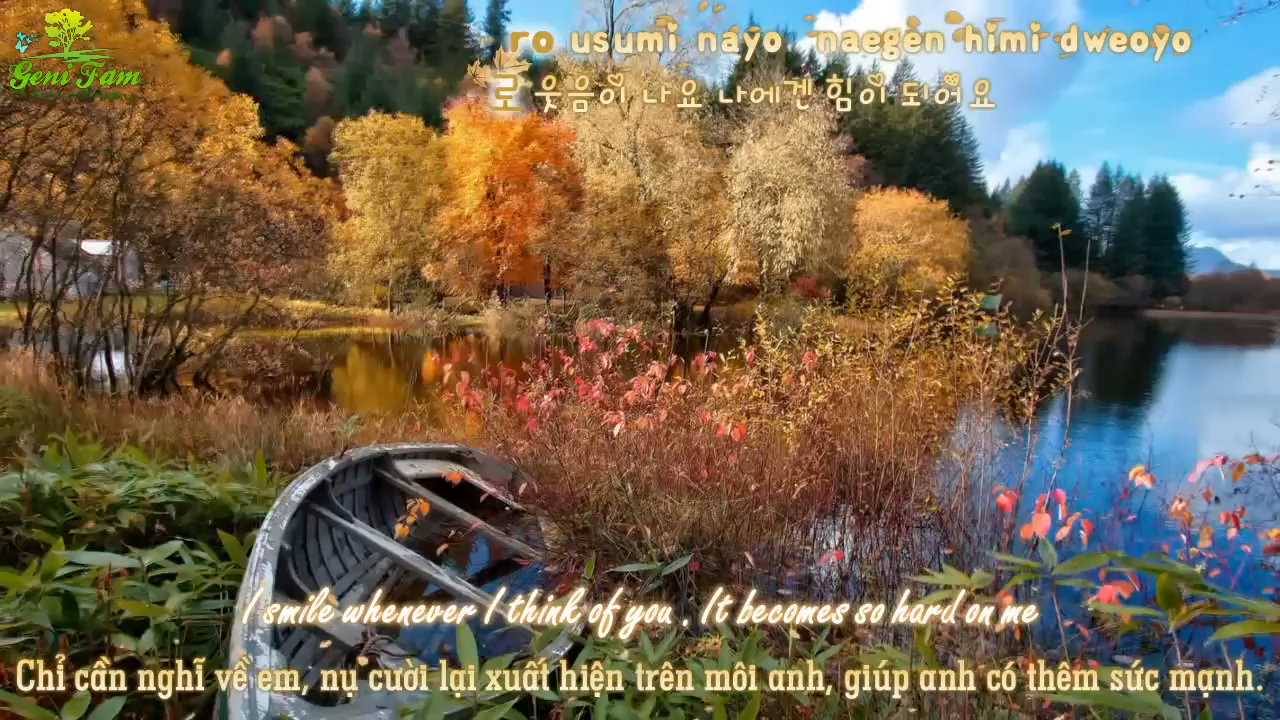 Geni Fam
ro usumi nayo naegen himi dweoyo
로 웃음이 나요 나에겐 힘이 되어요
I smile whenever I think of you . It becomes so hard on me
Chỉ cần nghĩ về em, nụ cười lại xuất hiện trên môi anh, giúp anh có thêm sức mạnh.